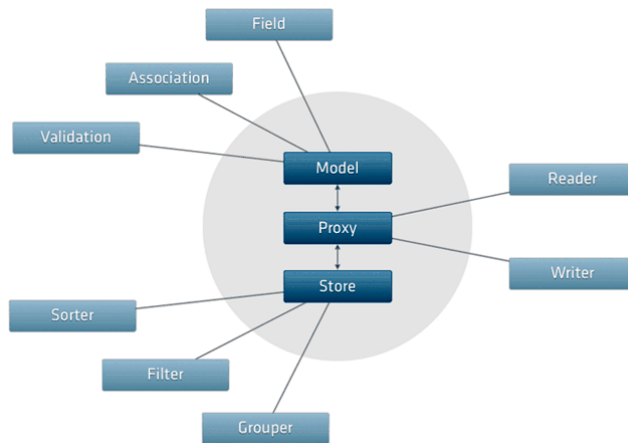 Field
Association
Validation
Model
Reader
Proxy
Writer
Store
Sorter
Filter
Grouper